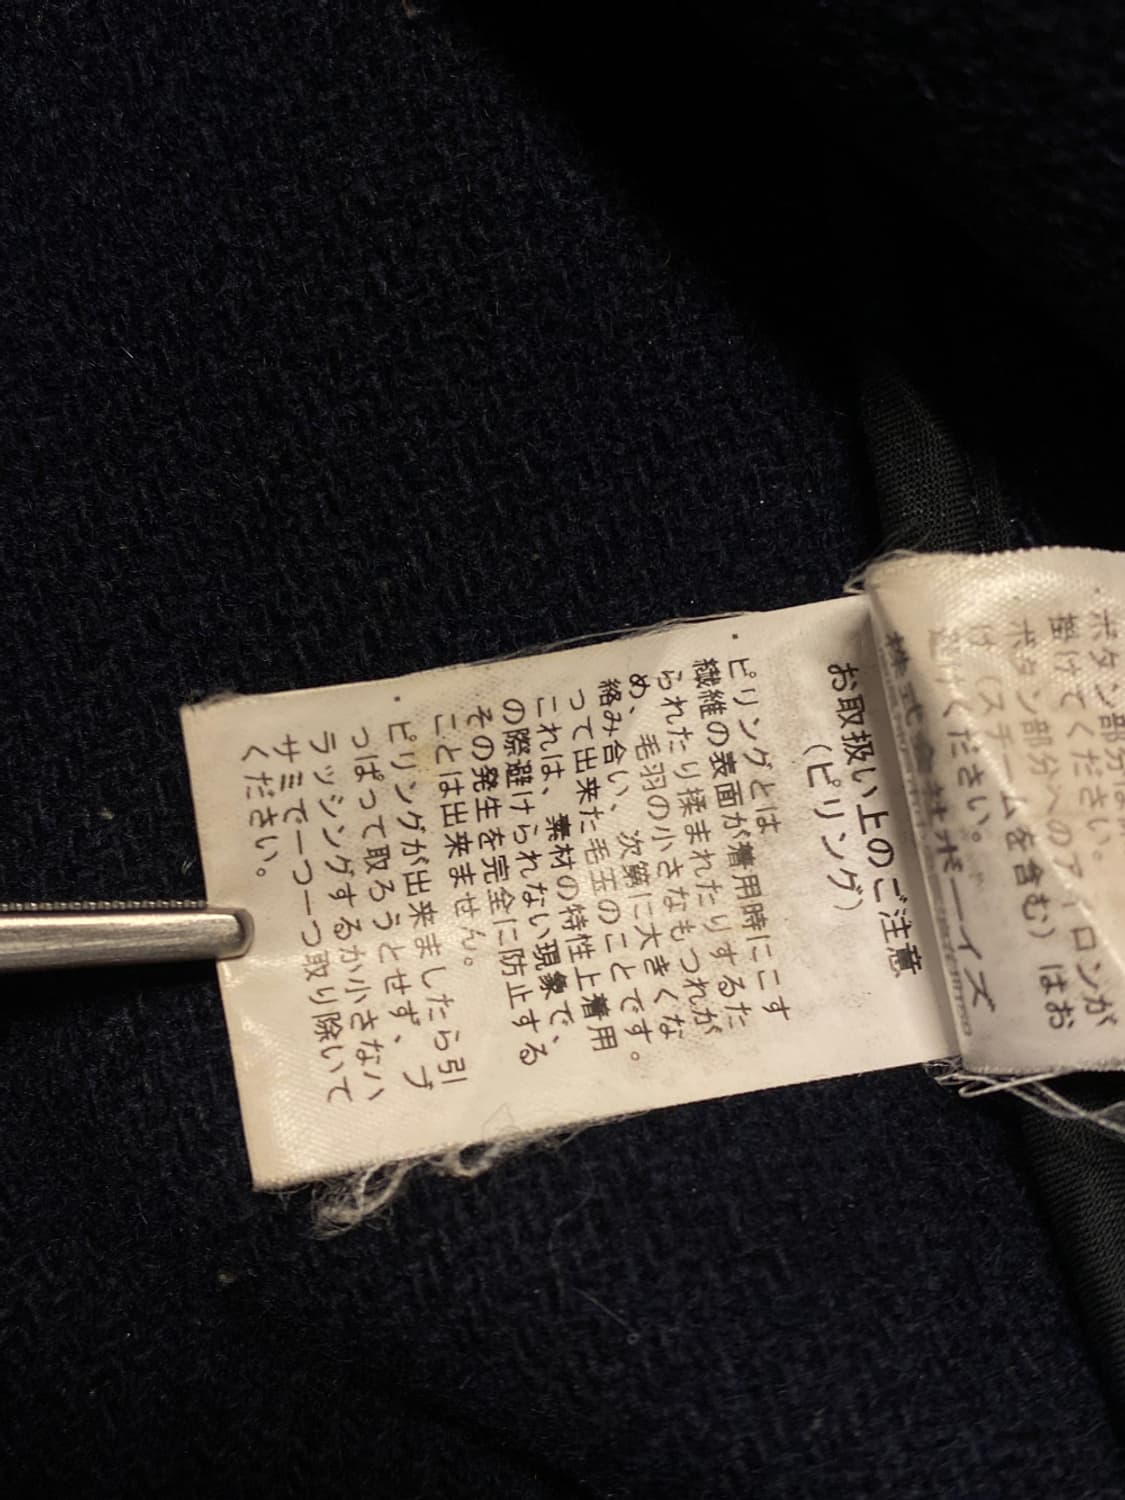 お取扱い上のご注意
(ピリング)
・ピリングとは
繊維の表面が着用時にこす
られたり揉まれたりするた
め、毛羽の小さなもつれが
絡み合い、次第に大きくな
って出来た毛玉のことです。
これは、素材の特性上着用
の際避けられない現象で、
その発生を完全に防止する
ことは出来ません。
・ピリングが出来ましたら引
っぱって取ろうとせず、ブ
ラッシングするか小さなハ
サミで一つ一つ取り除いて
ください。
・ボタン部分は
掛けてください。
ボタン部分へのアイロンが
け(スチームを含む)はお
避けください。
株式会社ボーイズ